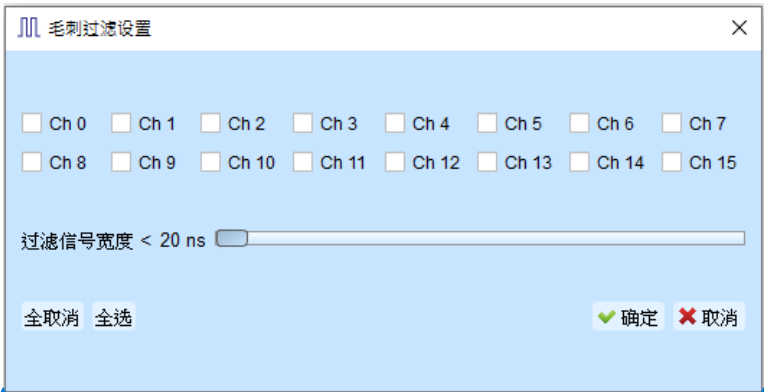 毛刺过滤设置
Ch 0 Ch 1 Ch 2 Ch 3 Ch 4 Ch 5 Ch 6 Ch 7
Ch 8 Ch 9 Ch 10 Ch 11 Ch 12 Ch 13 Ch 14 Ch 15
过滤信号宽度 < 20 ns
全取消 全选 确定 取消